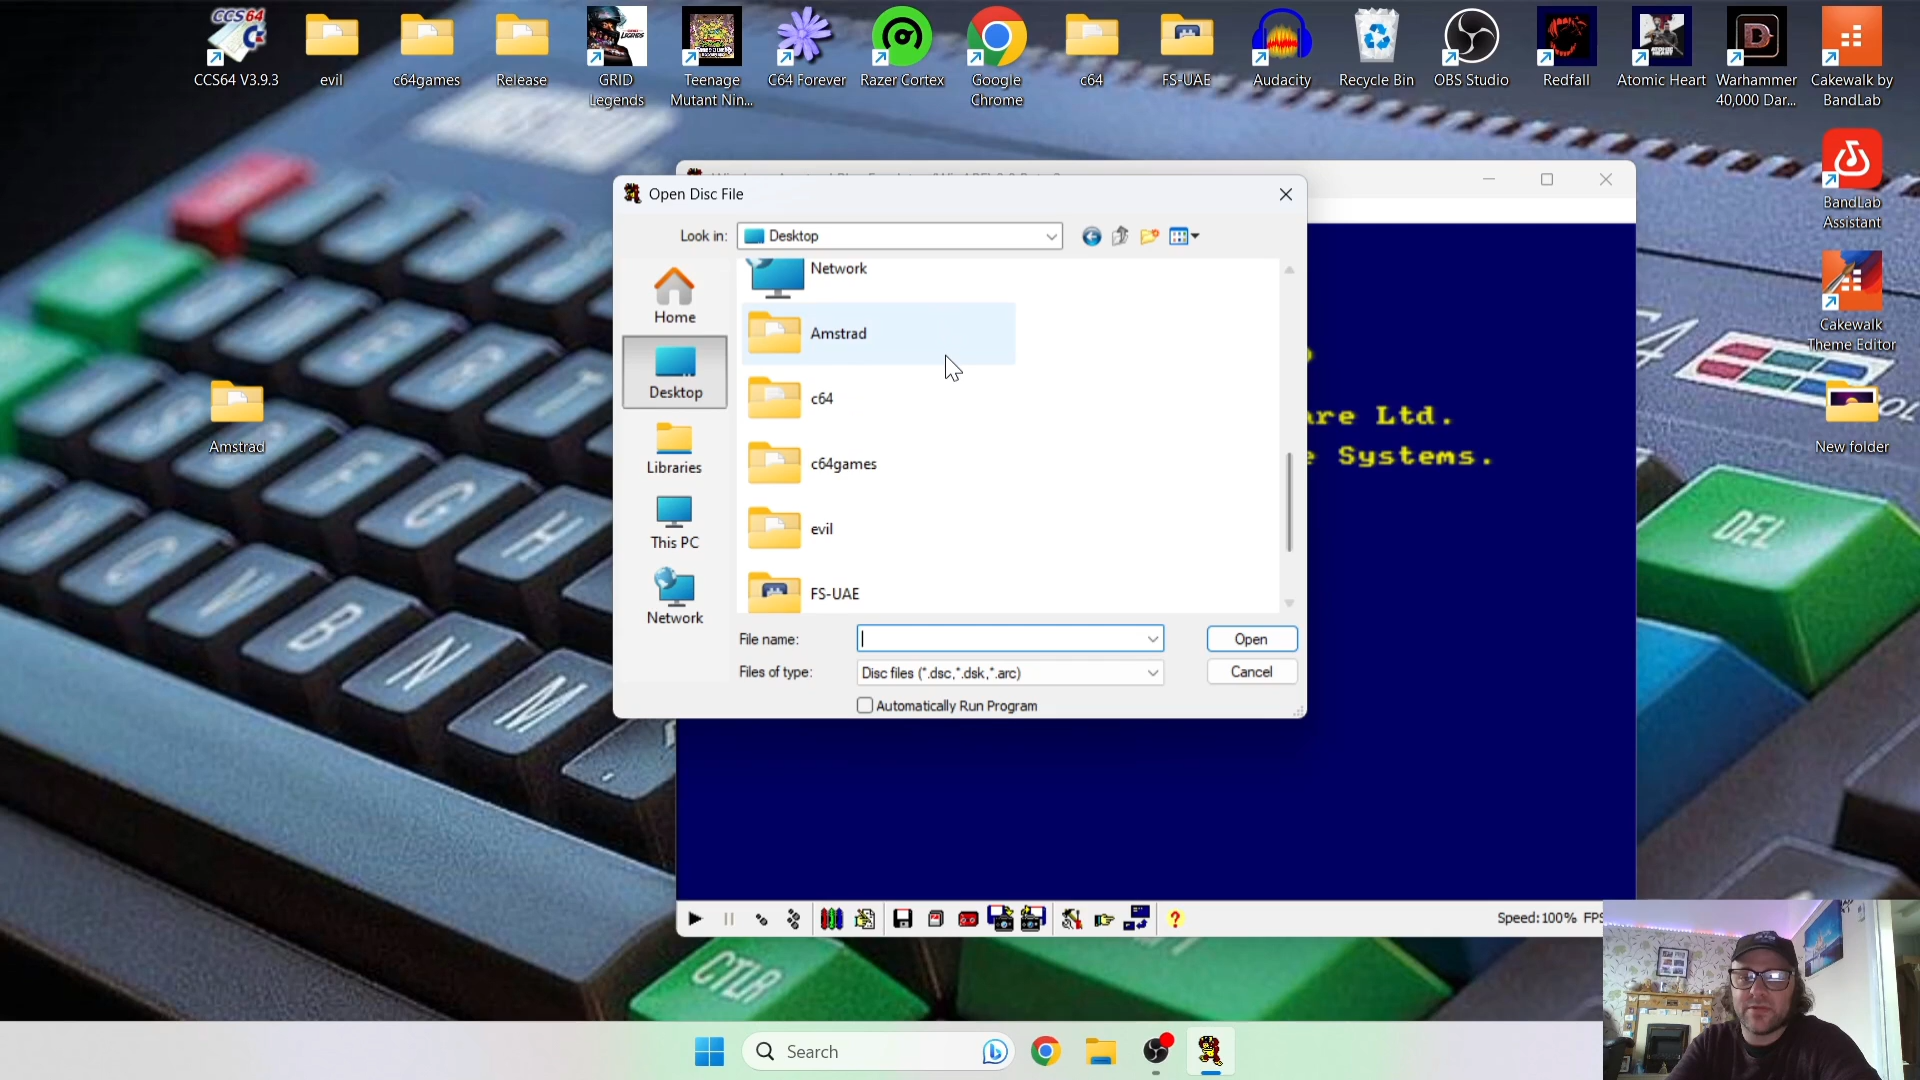 CCS64
CCS64 V3.9.3
evil
c64games
Release
GRID
Legends
Teenage
Mutant Nin...
C64 Forever
Razer Cortex
Google
Chrome
c64
FS-UAE
Audacity
Recycle Bin
OBS Studio
Redfall
Atomic Heart
Warhammer
40,000 Dar...
Cakewalk by
BandLab
BandLab
Assistant
Cakewalk
Theme Editor
New folder
Amstrad
Open Disc File
Look in:
Desktop
Home
Desktop
Libraries
This PC
Network
Network
Amstrad
c64
c64games
evil
FS-UAE
File name:
Open
Files of type:
Disc files (*.dsc,*.dsk,*.arc)
Cancel
Automatically Run Program
are Ltd.
e Systems.
Speed:100% FPS
Search
DEL
CTLR
F
G
H
C
V
B
N
M